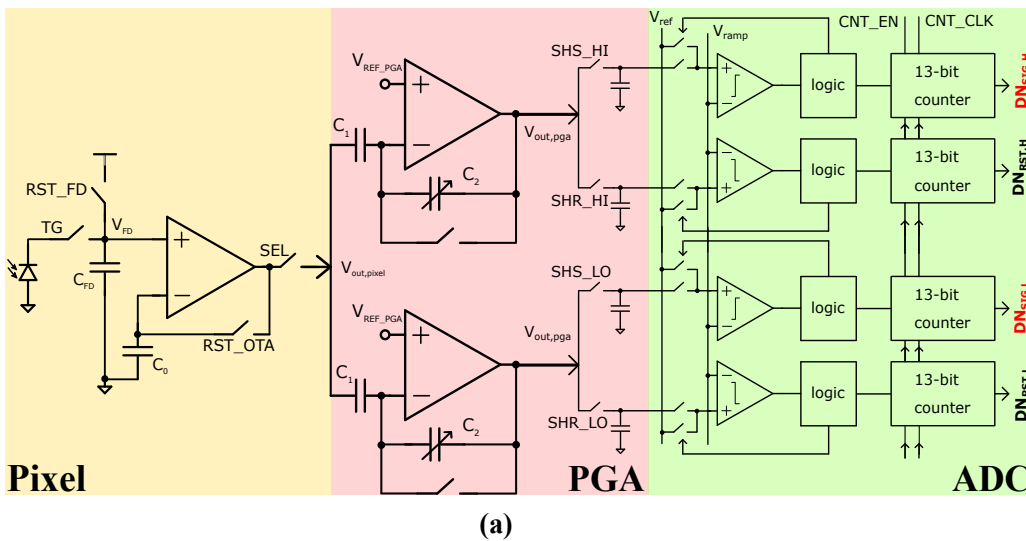 V_ref
V_ramp
CNT_EN
CNT_CLK
SHS_HI
V_REF_PGA
+
−
C_1
V_out,pga
C_2
SHR_HI
+
−
logic
13-bit
counter
DN_SIG,H
−
+
logic
13-bit
counter
DN_RST,H
RST_FD
TG
V_FD
C_FD
+
−
SEL
RST_OTA
C_0
V_out,pixel
SHS_LO
V_REF_PGA
+
−
C_1
V_out,pga
C_2
SHR_LO
+
−
logic
13-bit
counter
DN_SIG,L
−
+
logic
13-bit
counter
DN_RST,L
Pixel
PGA
ADC
(a)